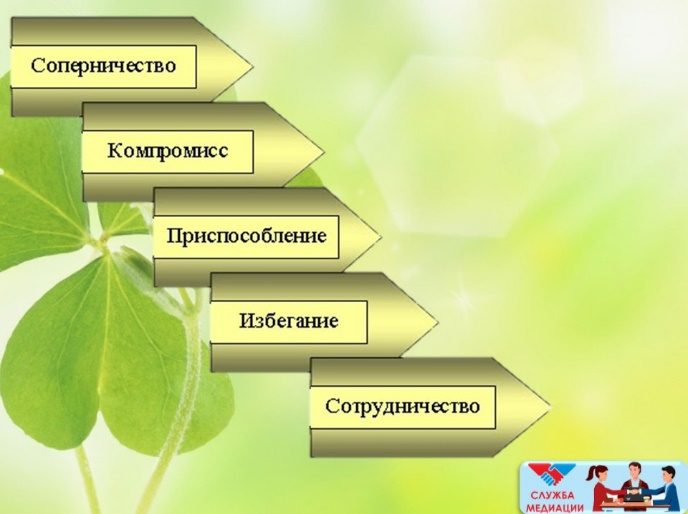 Соперничество
Компромисс
Приспособление
Избегание
Сотрудничество
СЛУЖБА
МЕДИАЦИИ